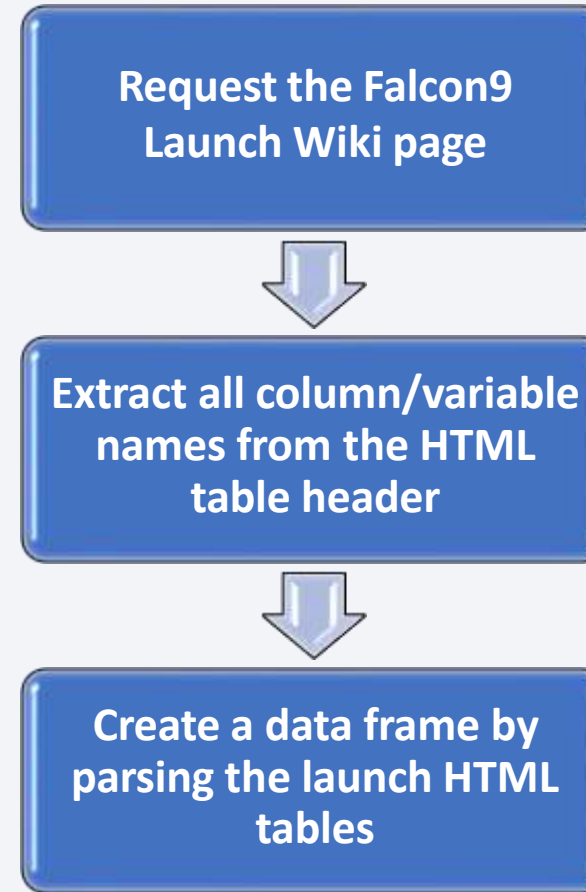 Request the Falcon9
Launch Wiki page
Extract all column/variable
names from the HTML
table header
Create a data frame by
parsing the launch HTML
tables